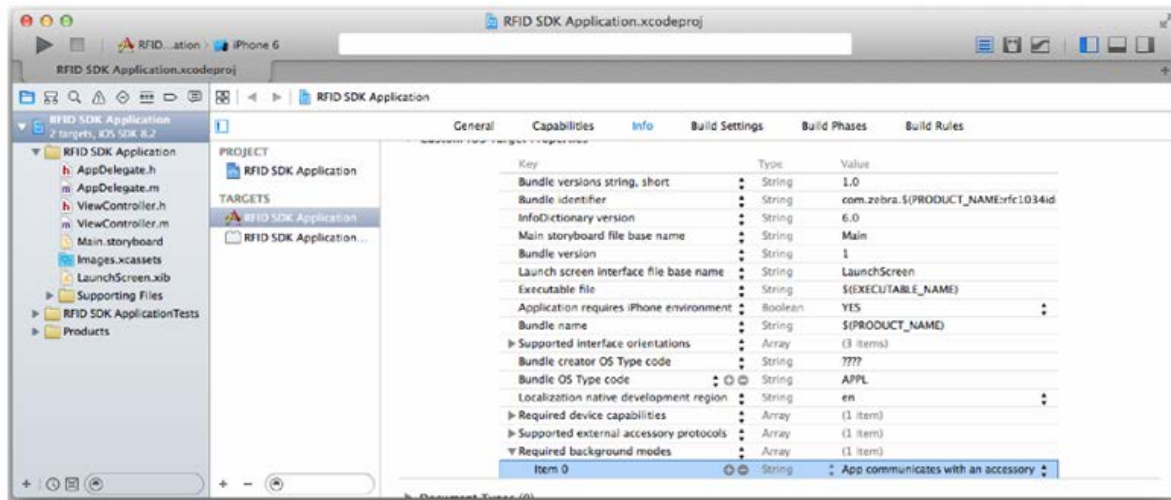 RFID SDK Application.xcodeproj
RFID...ation
iPhone 6
RFID SDK Application.xcodeproj
RFID SDK Application
2 targets, iOS SDK 8.2
RFID SDK Application
AppDelegate.h
AppDelegate.m
ViewController.h
ViewController.m
Main.storyboard
Images.xcassets
LaunchScreen.xib
Supporting Files
RFID SDK ApplicationTests
Products
RFID SDK Application
General Capabilities Info Build Settings Build Phases Build Rules
PROJECT
RFID SDK Application
TARGETS
RFID SDK Application
RFID SDK Application...
Custom iOS Target Properties
Key Type Value
Bundle versions string, short String 1.0
Bundle identifier String com.zebra.$(PRODUCT_NAME:rfc1034id
InfoDictionary version String 6.0
Main storyboard file base name String Main
Bundle version String 1
Launch screen interface file base name String LaunchScreen
Executable file String $(EXECUTABLE_NAME)
Application requires iPhone environment Boolean YES
Bundle name String $(PRODUCT_NAME)
Supported interface orientations Array (3 items)
Bundle creator OS Type code String ????
Bundle OS Type code String APPL
Localization native development region String en
Required device capabilities Array (1 item)
Supported external accessory protocols Array (1 item)
Required background modes Array (1 item)
Item 0 String App communicates with an accessory
Document Types (0)